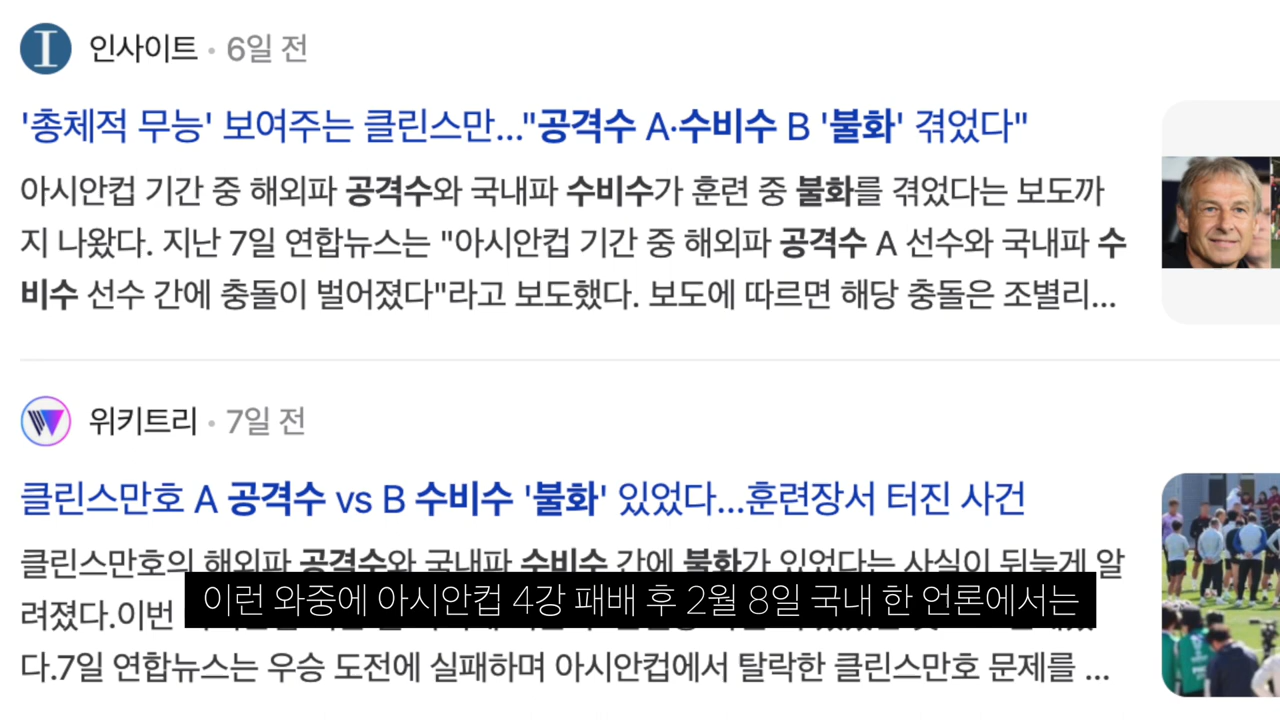 인사이트 • 6일 전
'총체적 무능' 보여주는 클린스만..."공격수 A·수비수 B '불화' 겪었다"
아시안컵 기간 중 해외파 공격수와 국내파 수비수가 훈련 중 불화를 겪었다는 보도까
지 나왔다. 지난 7일 연합뉴스는 "아시안컵 기간 중 해외파 공격수 A 선수와 국내파 수
비수 선수 간에 충돌이 벌어졌다"라고 보도했다. 보도에 따르면 해당 충돌은 조별리...
위키트리 • 7일 전
클린스만호 A 공격수 vs B 수비수 '불화' 있었다...훈련장서 터진 사건
클린스만호의 해외파 공격수와 국내파 수비수 간에 불화가 있었다는 사실이 뒤늦게 알
려졌다.이번
이런 와중에 아시안컵 4강 패배 후 2월 8일 국내 한 언론에서는
다.7일 연합뉴스는 우승 도전에 실패하며 아시안컵에서 탈락한 클린스만호 문제를 ...